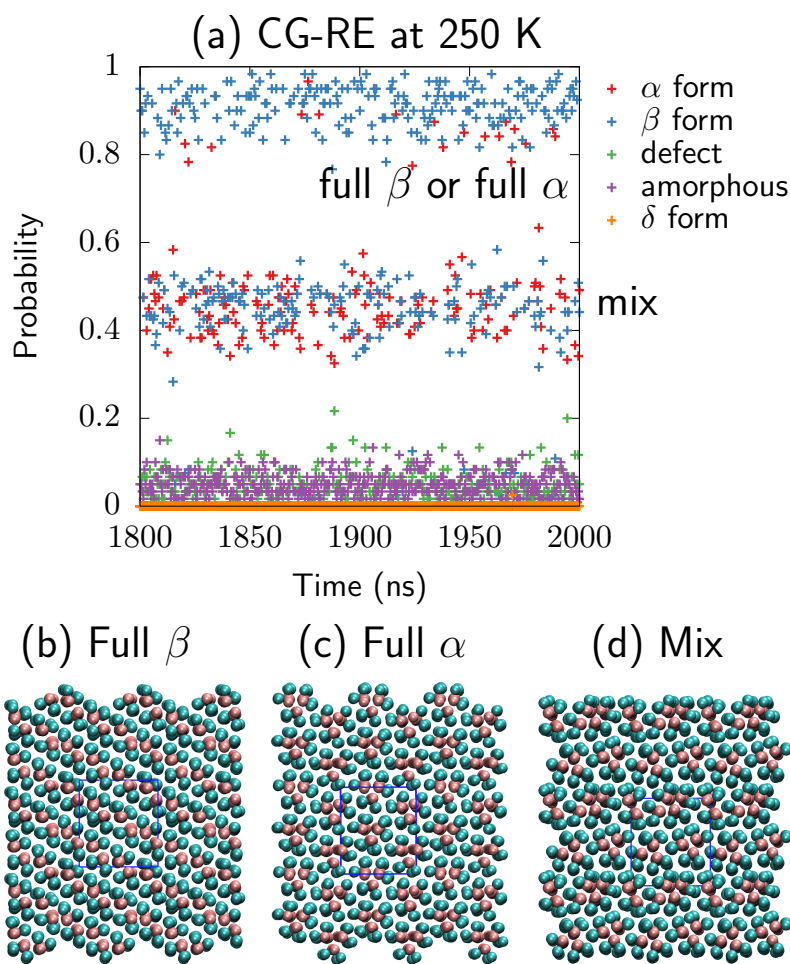 (a) CG-RE at 250 K
1
0.8
0.6
0.4
0.2
0
Probability
1800 1850 1900 1950 2000
Time (ns)
α form
β form
defect
amorphous
δ form
full β or full α
mix
(b) Full β
(c) Full α
(d) Mix